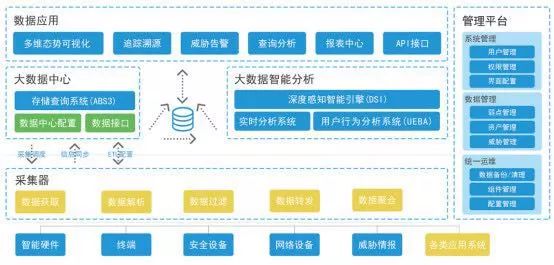 数据应用
多维态势可视化 追踪溯源 威胁告警 查询分析 报表中心 API接口
大数据中心
存储查询系统(ABS3)
数据中心配置 数据接口
大数据智能分析
深度感知智能引擎(DSI)
实时分析系统 用户行为分析系统(UEBA)
采集调度 信息同步 ETL配置
采集器
数据获取 数据解析 数据过滤 数据转发 数据聚合
智能硬件 终端 安全设备 网络设备 威胁情报 各类应用系统
管理平台
系统管理
用户管理
权限管理
界面配置
数据管理
弱点管理
资产管理
威胁管理
统一运维
数据备份/清理
组件管理
配置管理